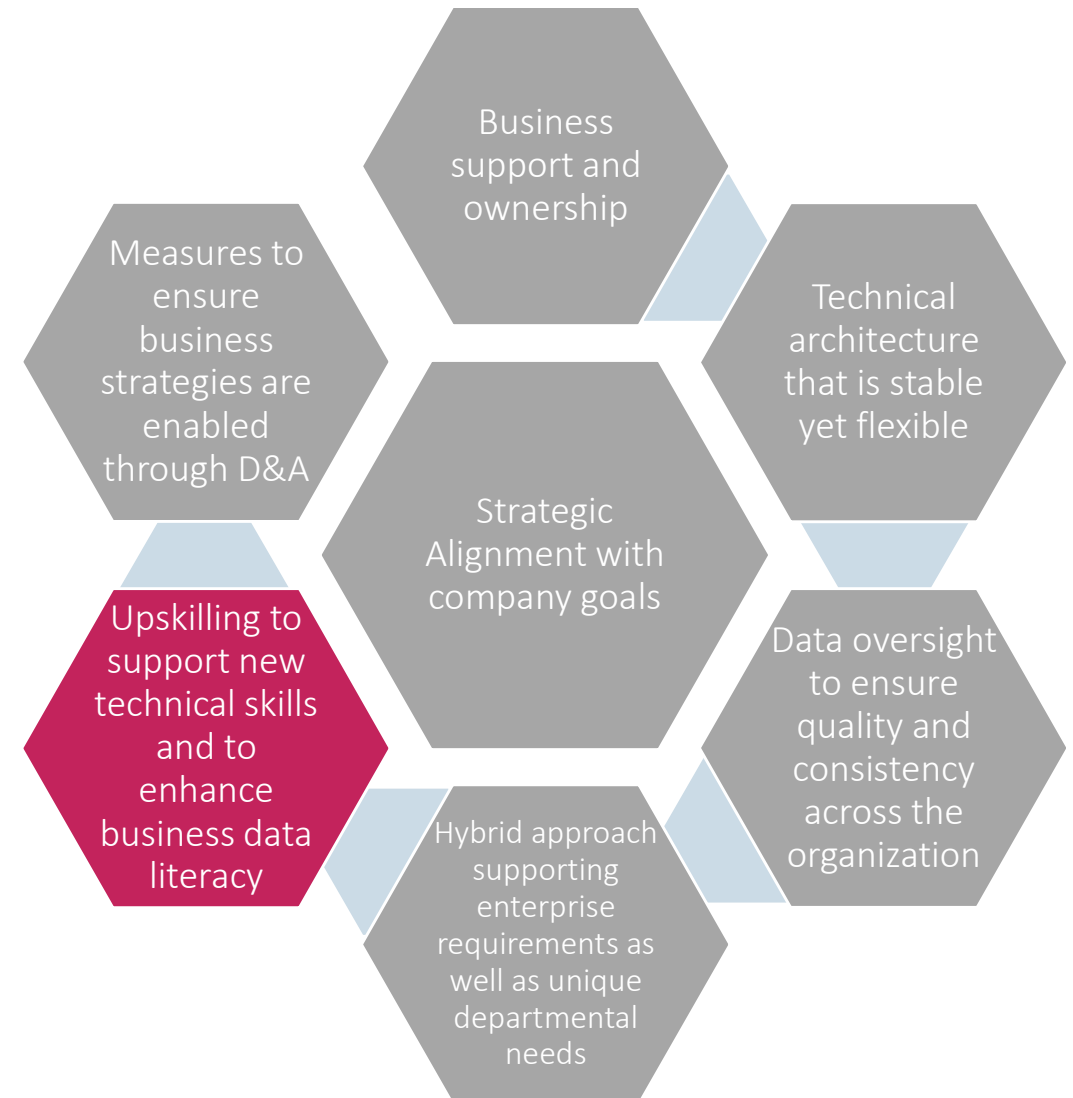 Business
support and
ownership
Technical
architecture
that is stable
yet flexible
Data oversight
to ensure
quality and
consistency
across the
organization
Hybrid approach
supporting
enterprise
requirements as
well as unique
departmental
needs
Upskilling to
support new
technical skills
and to
enhance
business data
literacy
Measures to
ensure
business
strategies are
enabled
through D&A
Strategic
Alignment with
company goals